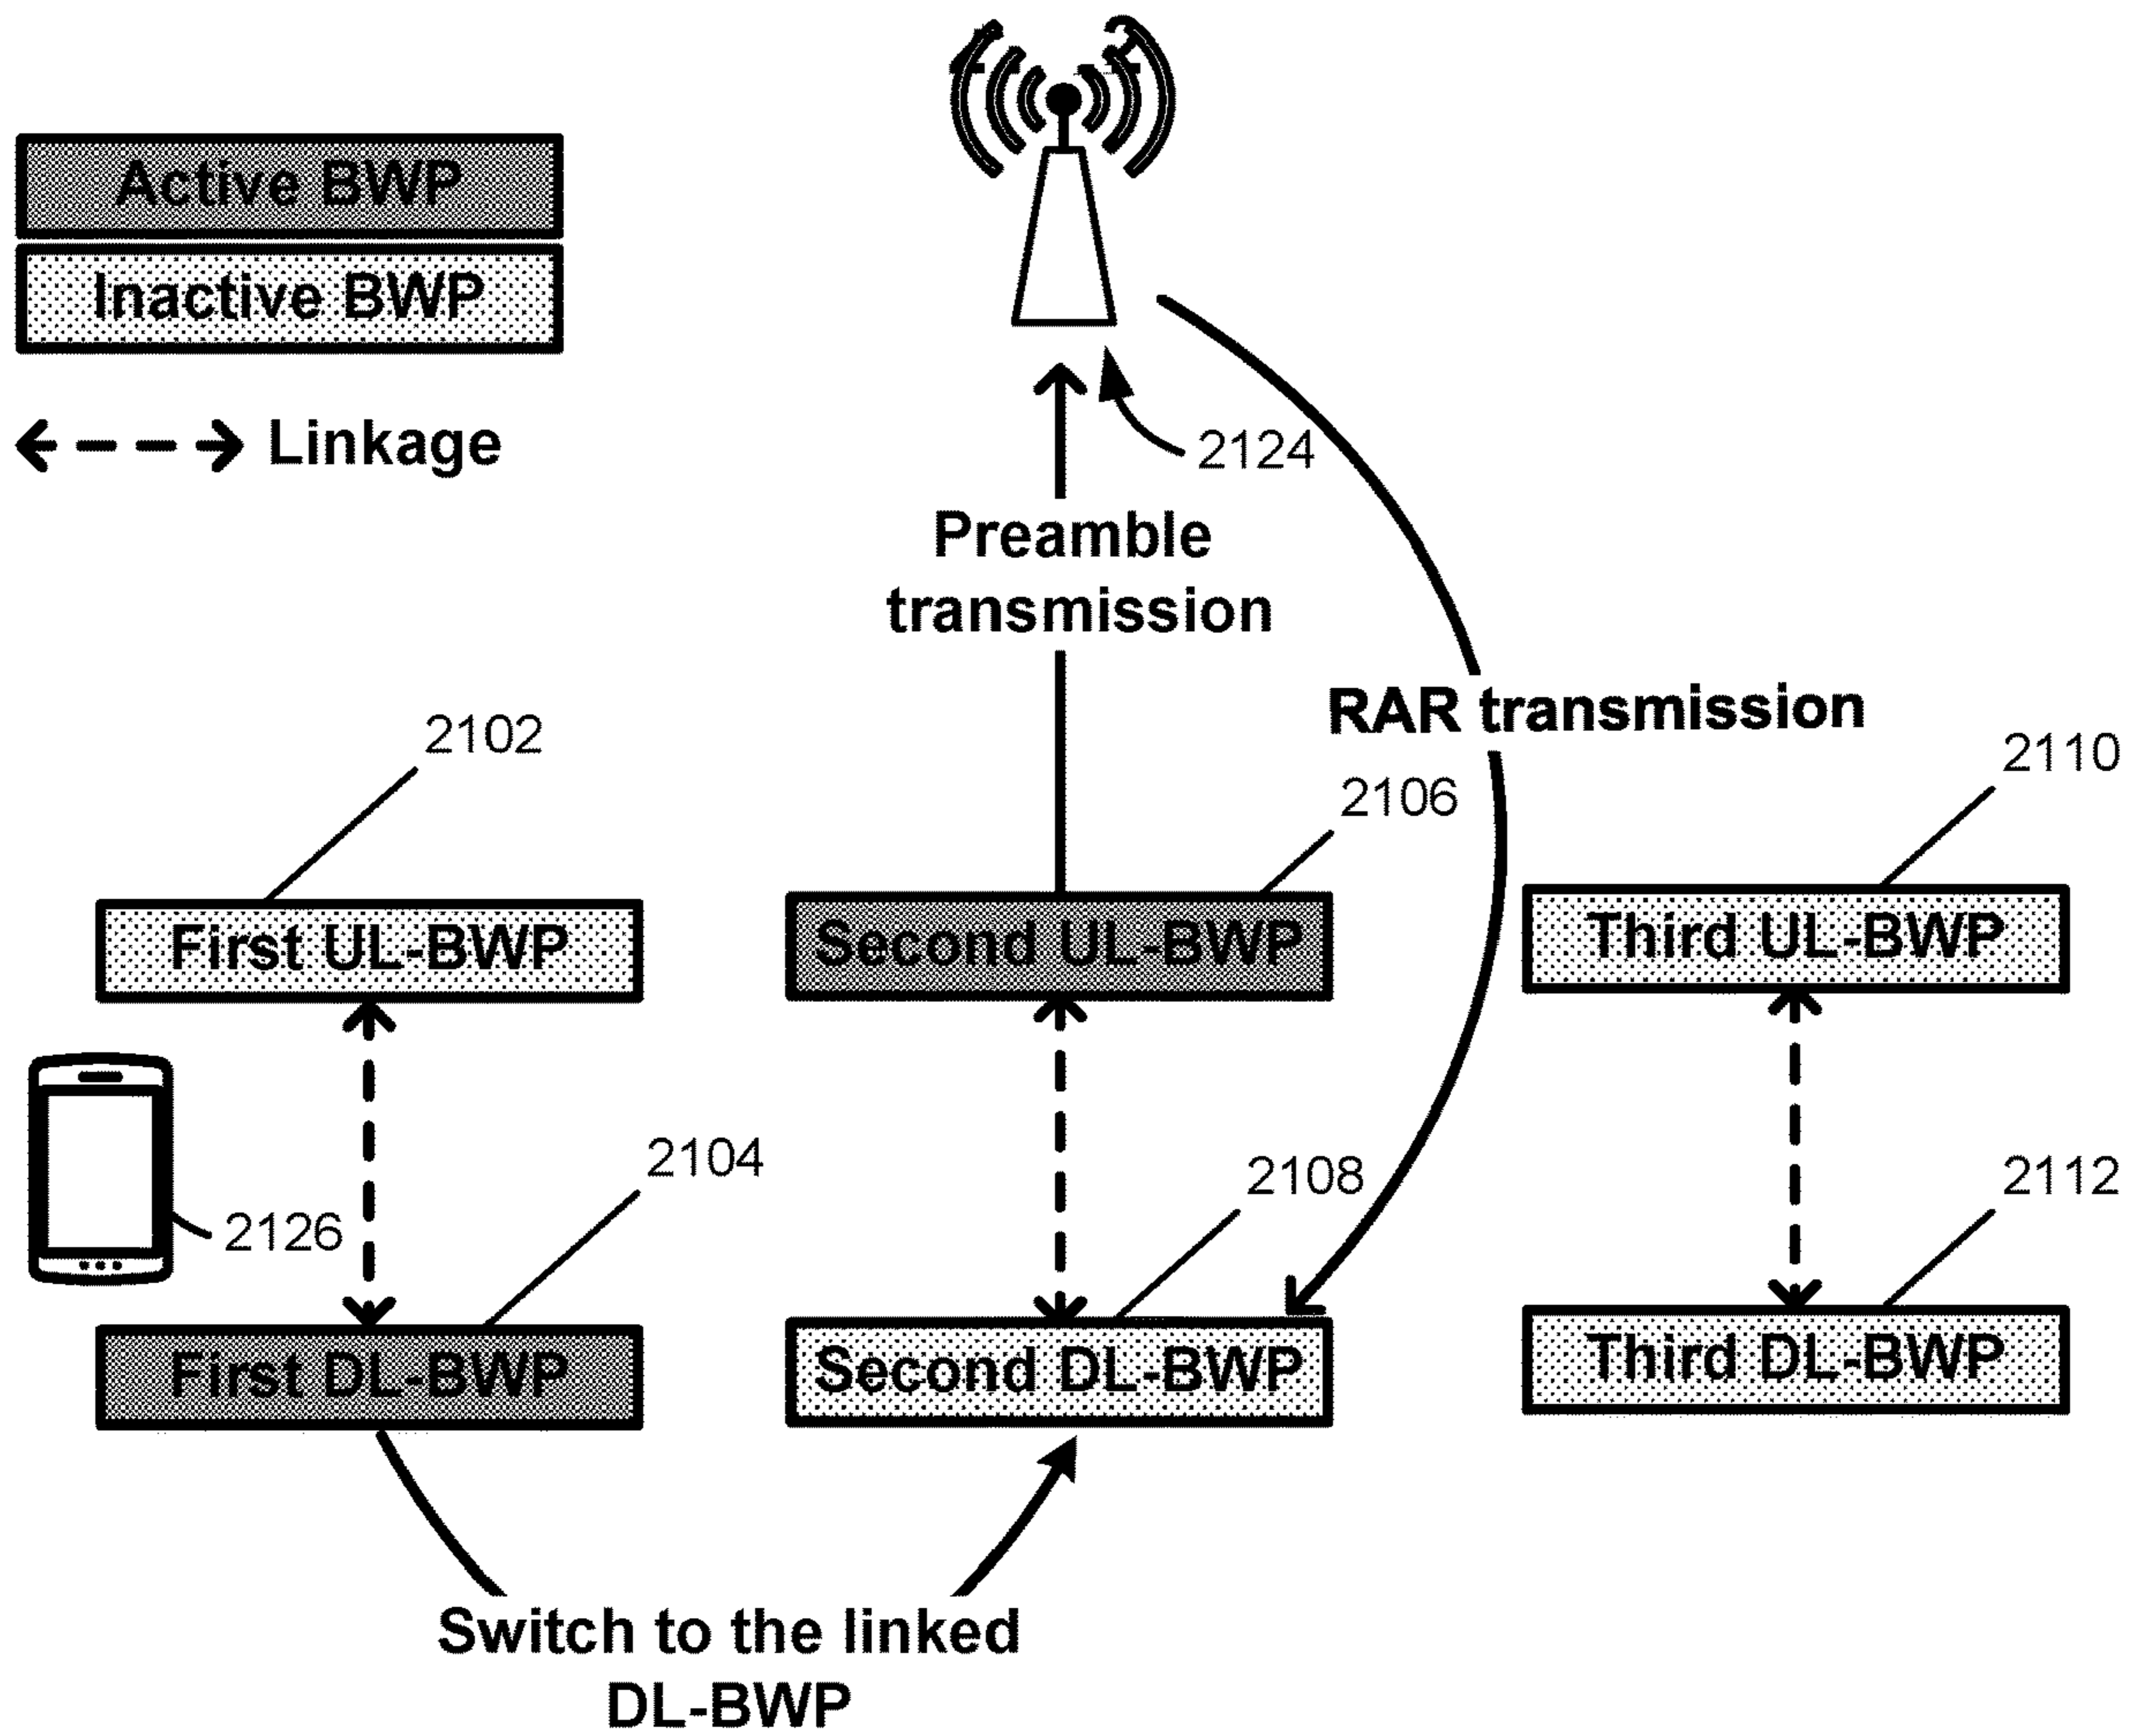 Active BWP
Inactive BWP
Linkage
2124
Preamble
transmission
RAR transmission
2102
2106
2110
First UL-BWP
Second UL-BWP
Third UL-BWP
2126
2104
2108
2112
First DL-BWP
Second DL-BWP
Third DL-BWP
Switch to the linked
DL-BWP